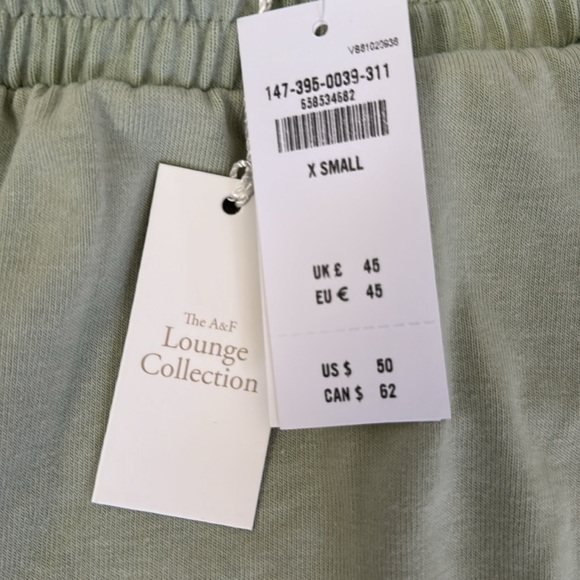 VB81020936
147-395-0039-311
658534682
X SMALL
UK £ 45
EU € 45
US $ 50
CAN $ 62
The A&F
Lounge
Collection